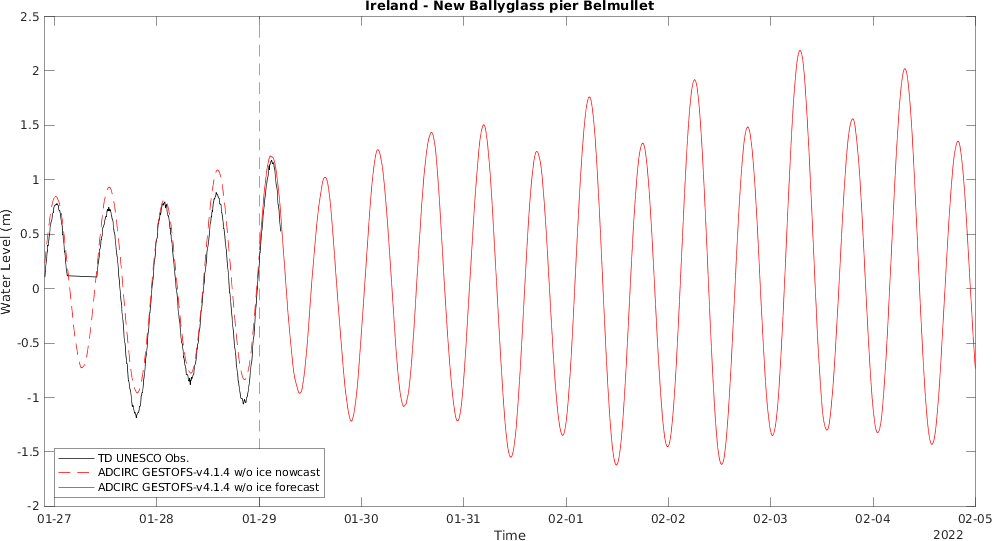 Ireland - New Ballyglass pier Belmullet
2.5
2
1.5
1
0.5
0
-0.5
-1
-1.5
-2
Water Level (m)
TD UNESCO Obs.
ADCIRC GESTOFS-v4.1.4 w/o ice nowcast
ADCIRC GESTOFS-v4.1.4 w/o ice forecast
01-27 01-28 01-29 01-30 01-31 02-01 02-02 02-03 02-04 02-05
Time
2022